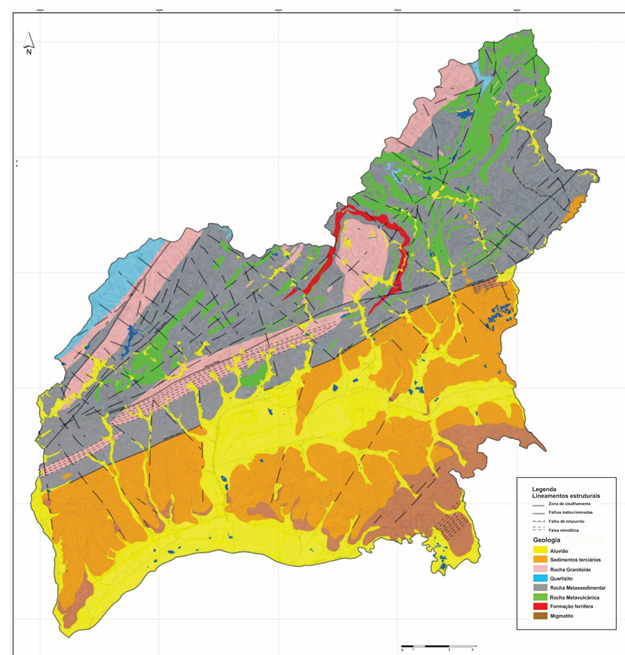 N
Legenda
Lineamentos estruturais
Zona de cisalhamento
Falhas indiscriminadas
Falha de empurrão
Faixa milonítica
Geologia
Aluvião
Sedimentos terciários
Rocha Granitóide
Quartizito
Rocha Metassedimentar
Rocha Metavulcânica
Formação ferrífera
Migmatito